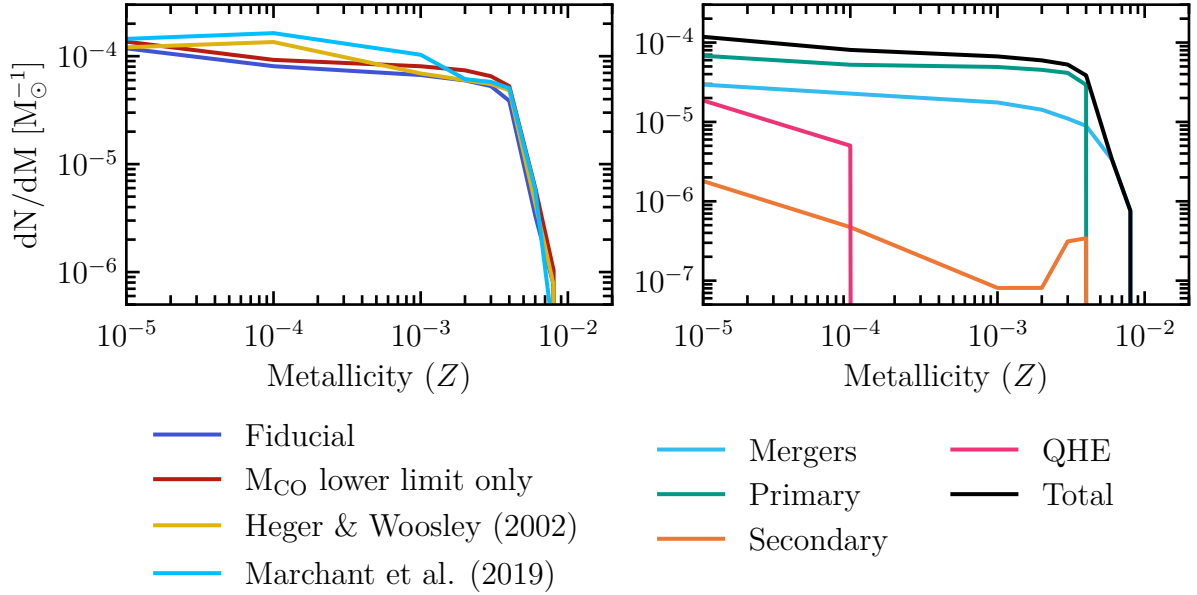 dN/dM [M⊙⁻¹]
10⁻⁴
10⁻⁵
10⁻⁶
10⁻⁵ 10⁻⁴ 10⁻³ 10⁻²
Metallicity (Z)
Fiducial
M_CO lower limit only
Heger & Woosley (2002)
Marchant et al. (2019)
10⁻⁴
10⁻⁵
10⁻⁶
10⁻⁷
10⁻⁵ 10⁻⁴ 10⁻³ 10⁻²
Metallicity (Z)
Mergers
Primary
Secondary
QHE
Total